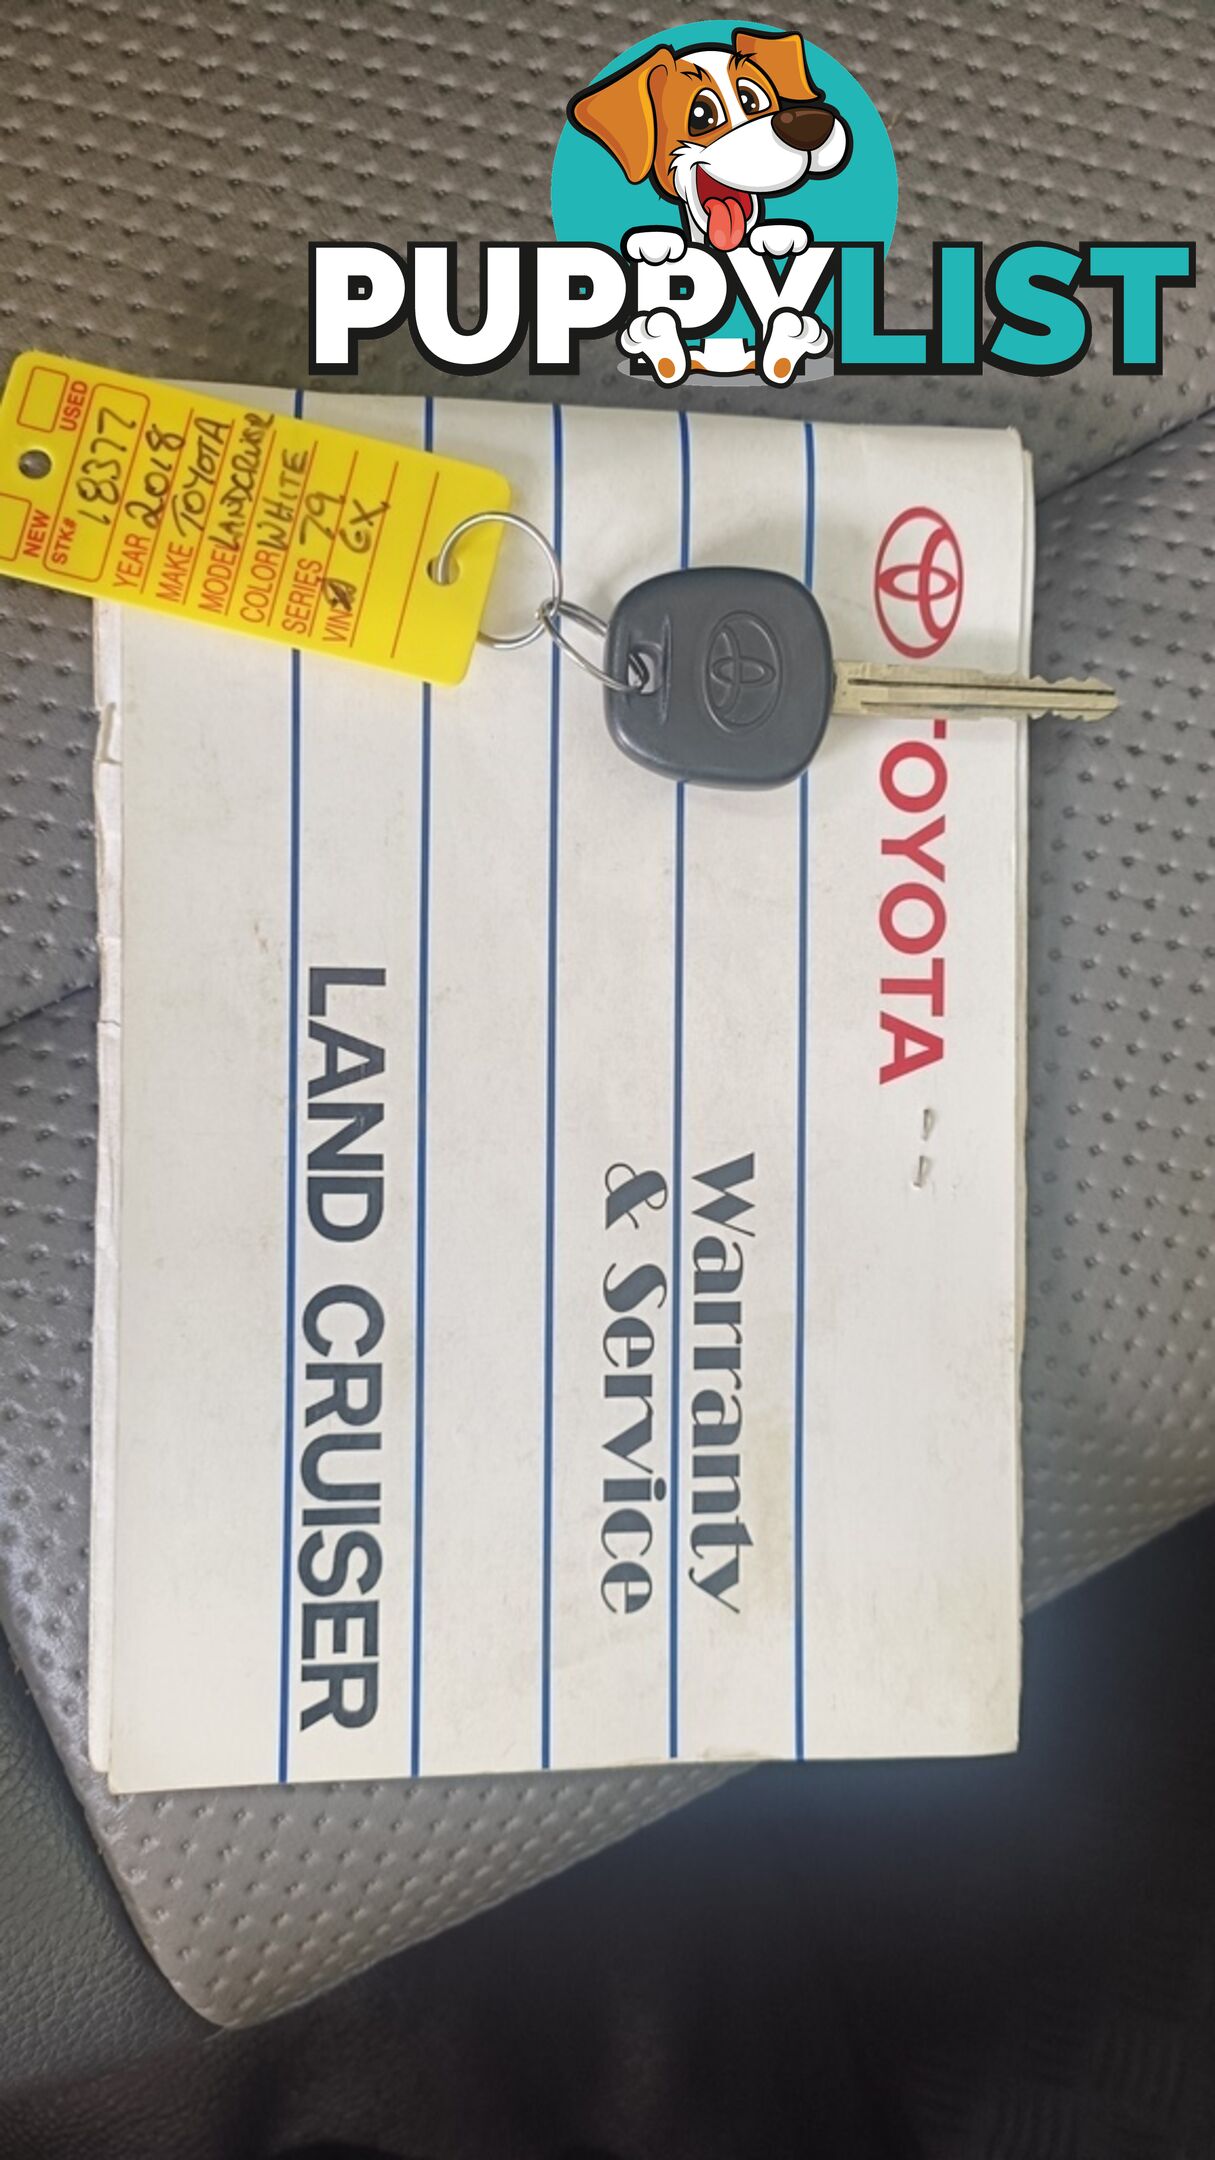 PUPPYLIST
NEW
USED
STK# 18377
YEAR 2018
MAKE TOYOTA
MODEL LANDCRUISER
COLOR WHITE
SERIES 79
VIN GX
TOYOTA
Warranty
& Service
LAND CRUISER